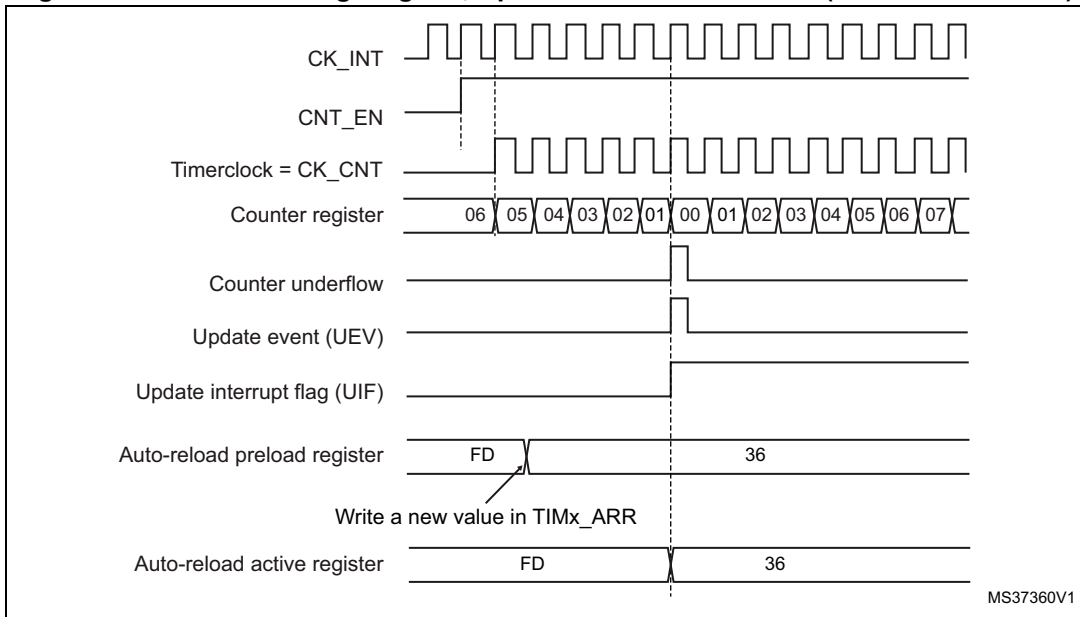 CK_INT
CNT_EN
Timerclock = CK_CNT
Counter register 06 05 04 03 02 01 00 01 02 03 04 05 06 07
Counter underflow
Update event (UEV)
Update interrupt flag (UIF)
Auto-reload preload register FD 36
Write a new value in TIMx_ARR
Auto-reload active register FD 36
MS37360V1